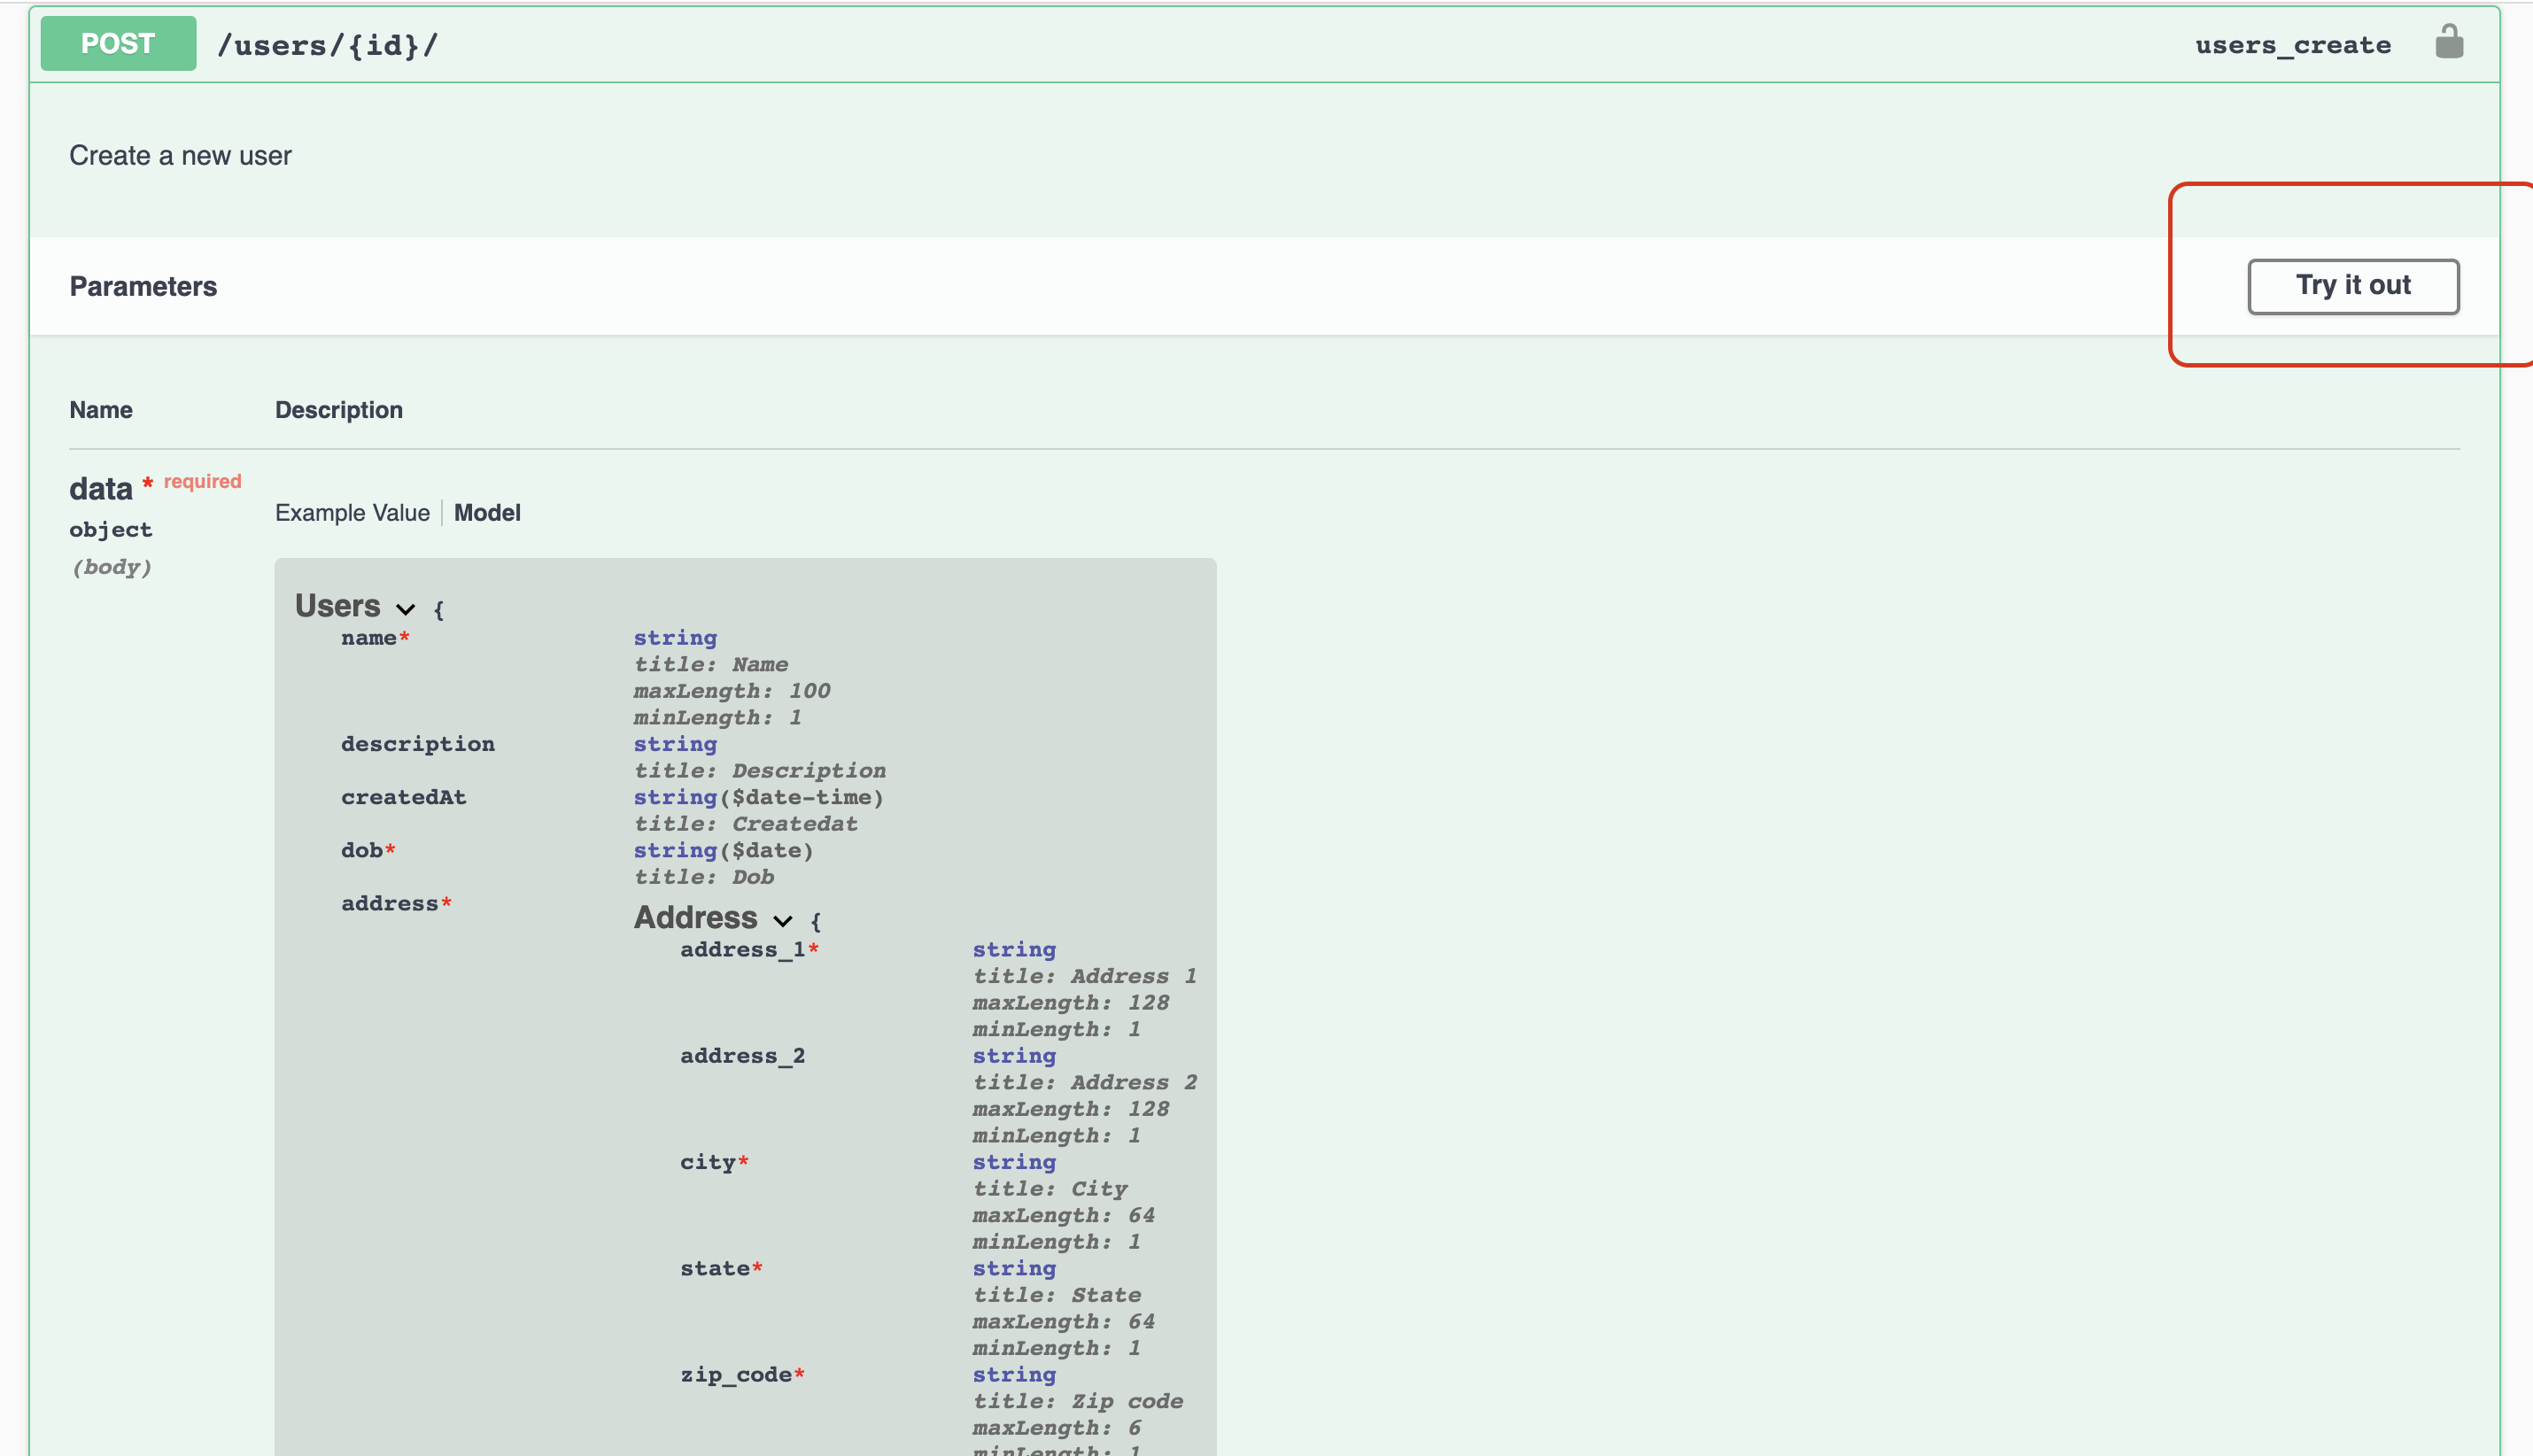 POST /users/{id}/ users_create
Create a new user
Parameters Try it out
Name Description
data * required
Example Value Model
object
(body)
Users {
name* string
title: Name
maxLength: 100
minLength: 1
description string
title: Description
createdAt string($date-time)
title: Createdat
dob* string($date)
title: Dob
address*
Address {
address_1* string
title: Address 1
maxLength: 128
minLength: 1
address_2 string
title: Address 2
maxLength: 128
minLength: 1
city* string
title: City
maxLength: 64
minLength: 1
state* string
title: State
maxLength: 64
minLength: 1
zip_code* string
title: Zip code
maxLength: 6
minLength: 1